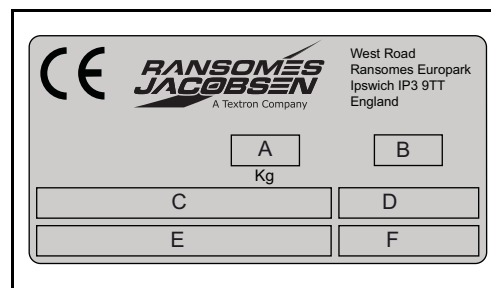 CE
RANSOMES
JACOBSEN
A Textron Company
West Road
Ransomes Europark
Ipswich IP3 9TT
England
A
B
Kg
C
D
E
F